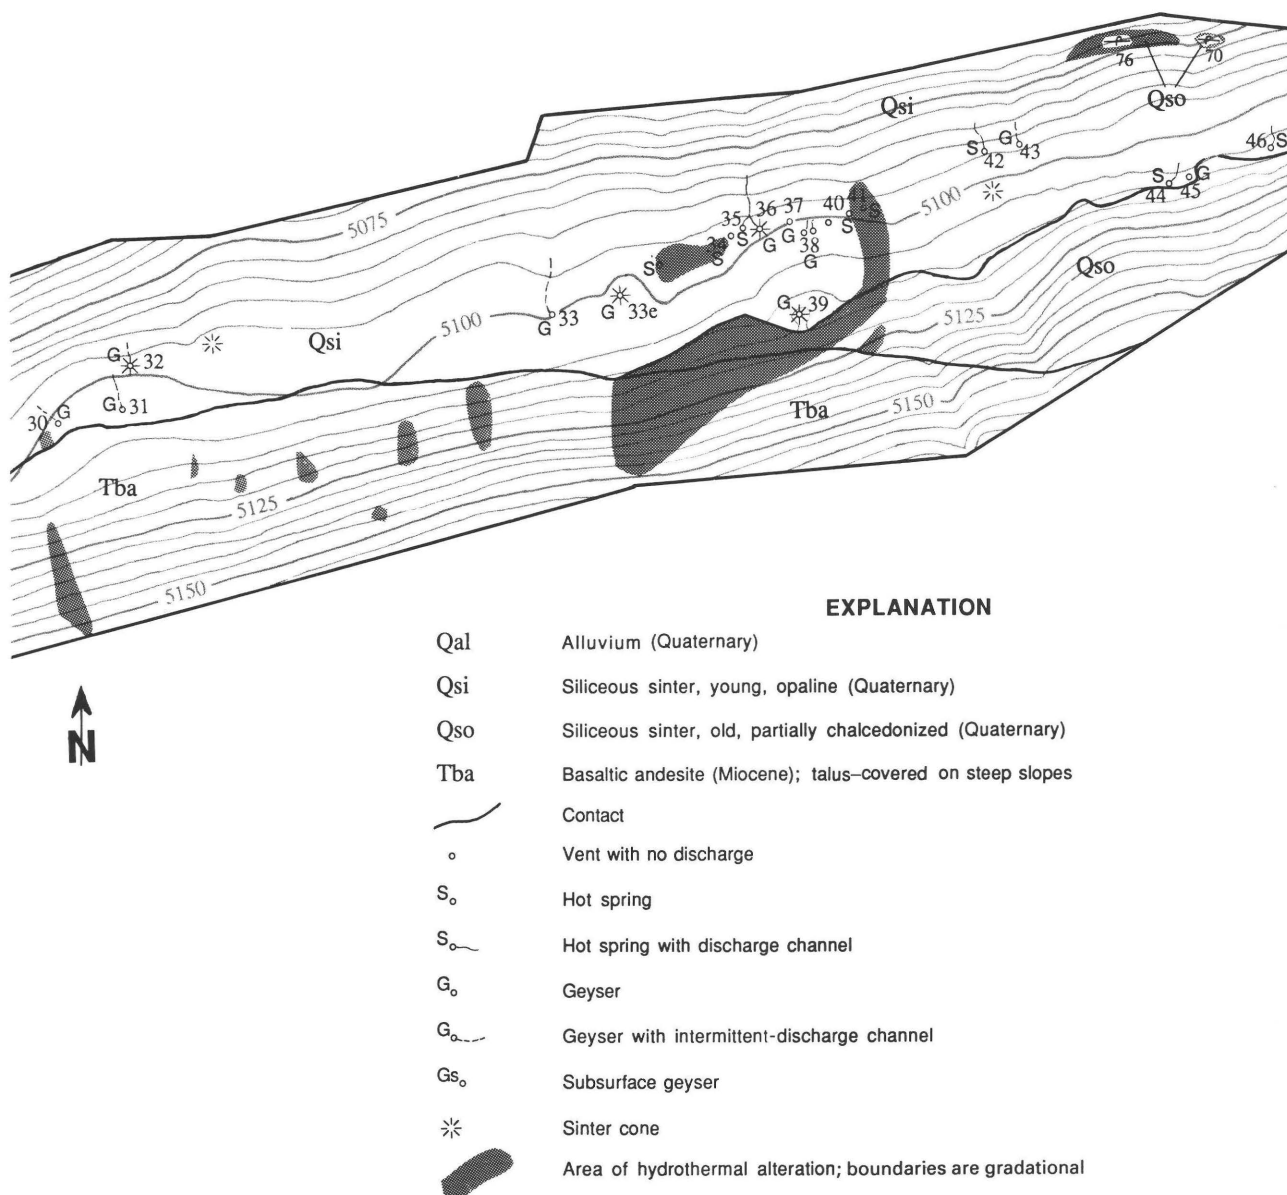 76
70
Qso
Qsi
G
43
S
42
46
S
S
44
45
G
5100
5075
35
36
37
40
41
S
34
S
S
G
G
38
G
S
S
Qso
G
33
G
33e
G
39
5125
5100
Qsi
G
32
G
31
30
G
5150
Tba
Tba
5125
5150
N
EXPLANATION
Qal Alluvium (Quaternary)
Qsi Siliceous sinter, young, opaline (Quaternary)
Qso Siliceous sinter, old, partially chalcedonized (Quaternary)
Tba Basaltic andesite (Miocene); talus–covered on steep slopes
Contact
Vent with no discharge
S Hot spring
S Hot spring with discharge channel
G Geyser
G Geyser with intermittent-discharge channel
Gs Subsurface geyser
Sinter cone
Area of hydrothermal alteration; boundaries are gradational